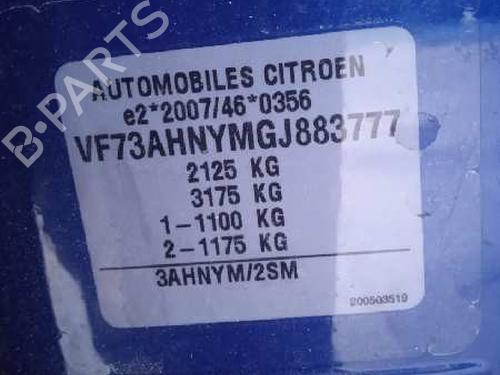 B-PARTS
AUTOMOBILES CITROEN
e2*2007/46*0356
VF73AHNYMGJ883777
2125 KG
3175 KG
1-1100 KG
2-1175 KG
3AHNYM/2SM
200503519